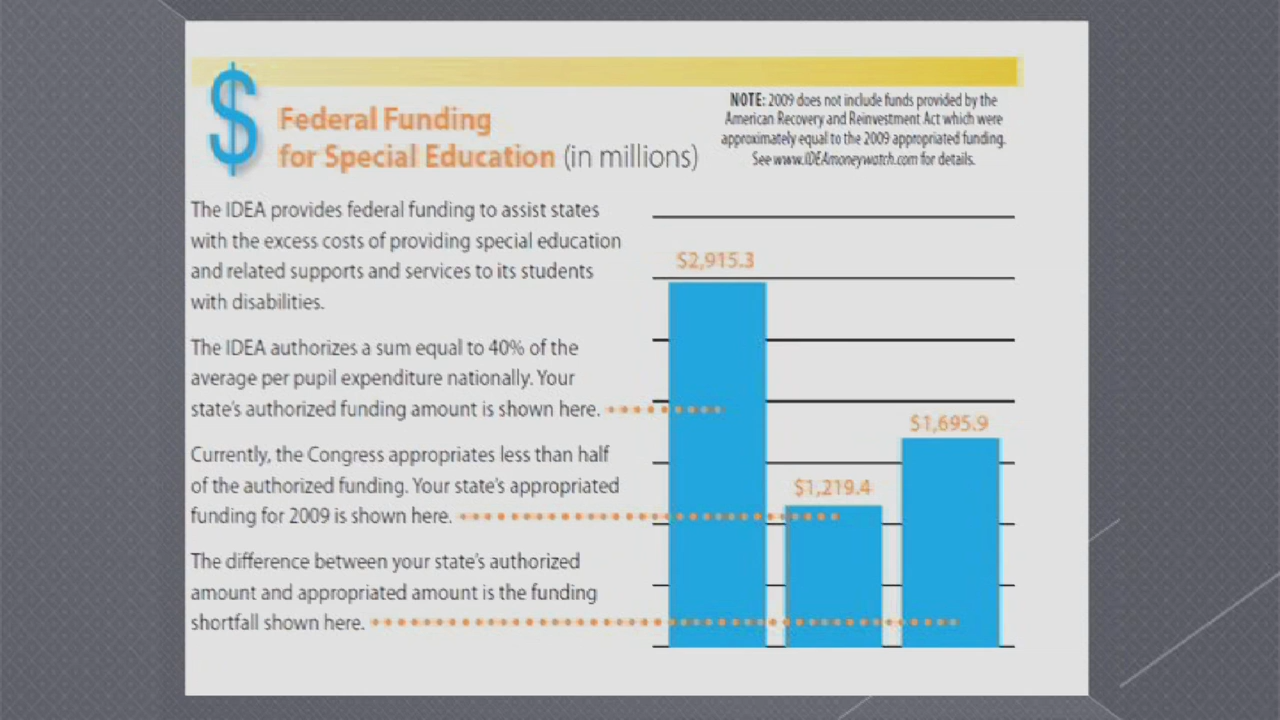 $
Federal Funding
for Special Education (in millions)
NOTE: 2009 does not include funds provided by the
American Recovery and Reinvestment Act which were
approximately equal to the 2009 appropriated funding.
See www.IDEAmoneywatch.com for details.
The IDEA provides federal funding to assist states
with the excess costs of providing special education
and related supports and services to its students
with disabilities.
The IDEA authorizes a sum equal to 40% of the
average per pupil expenditure nationally. Your
state's authorized funding amount is shown here.
Currently, the Congress appropriates less than half
of the authorized funding. Your state's appropriated
funding for 2009 is shown here.
The difference between your state's authorized
amount and appropriated amount is the funding
shortfall shown here.
$2,915.3
$1,219.4
$1,695.9